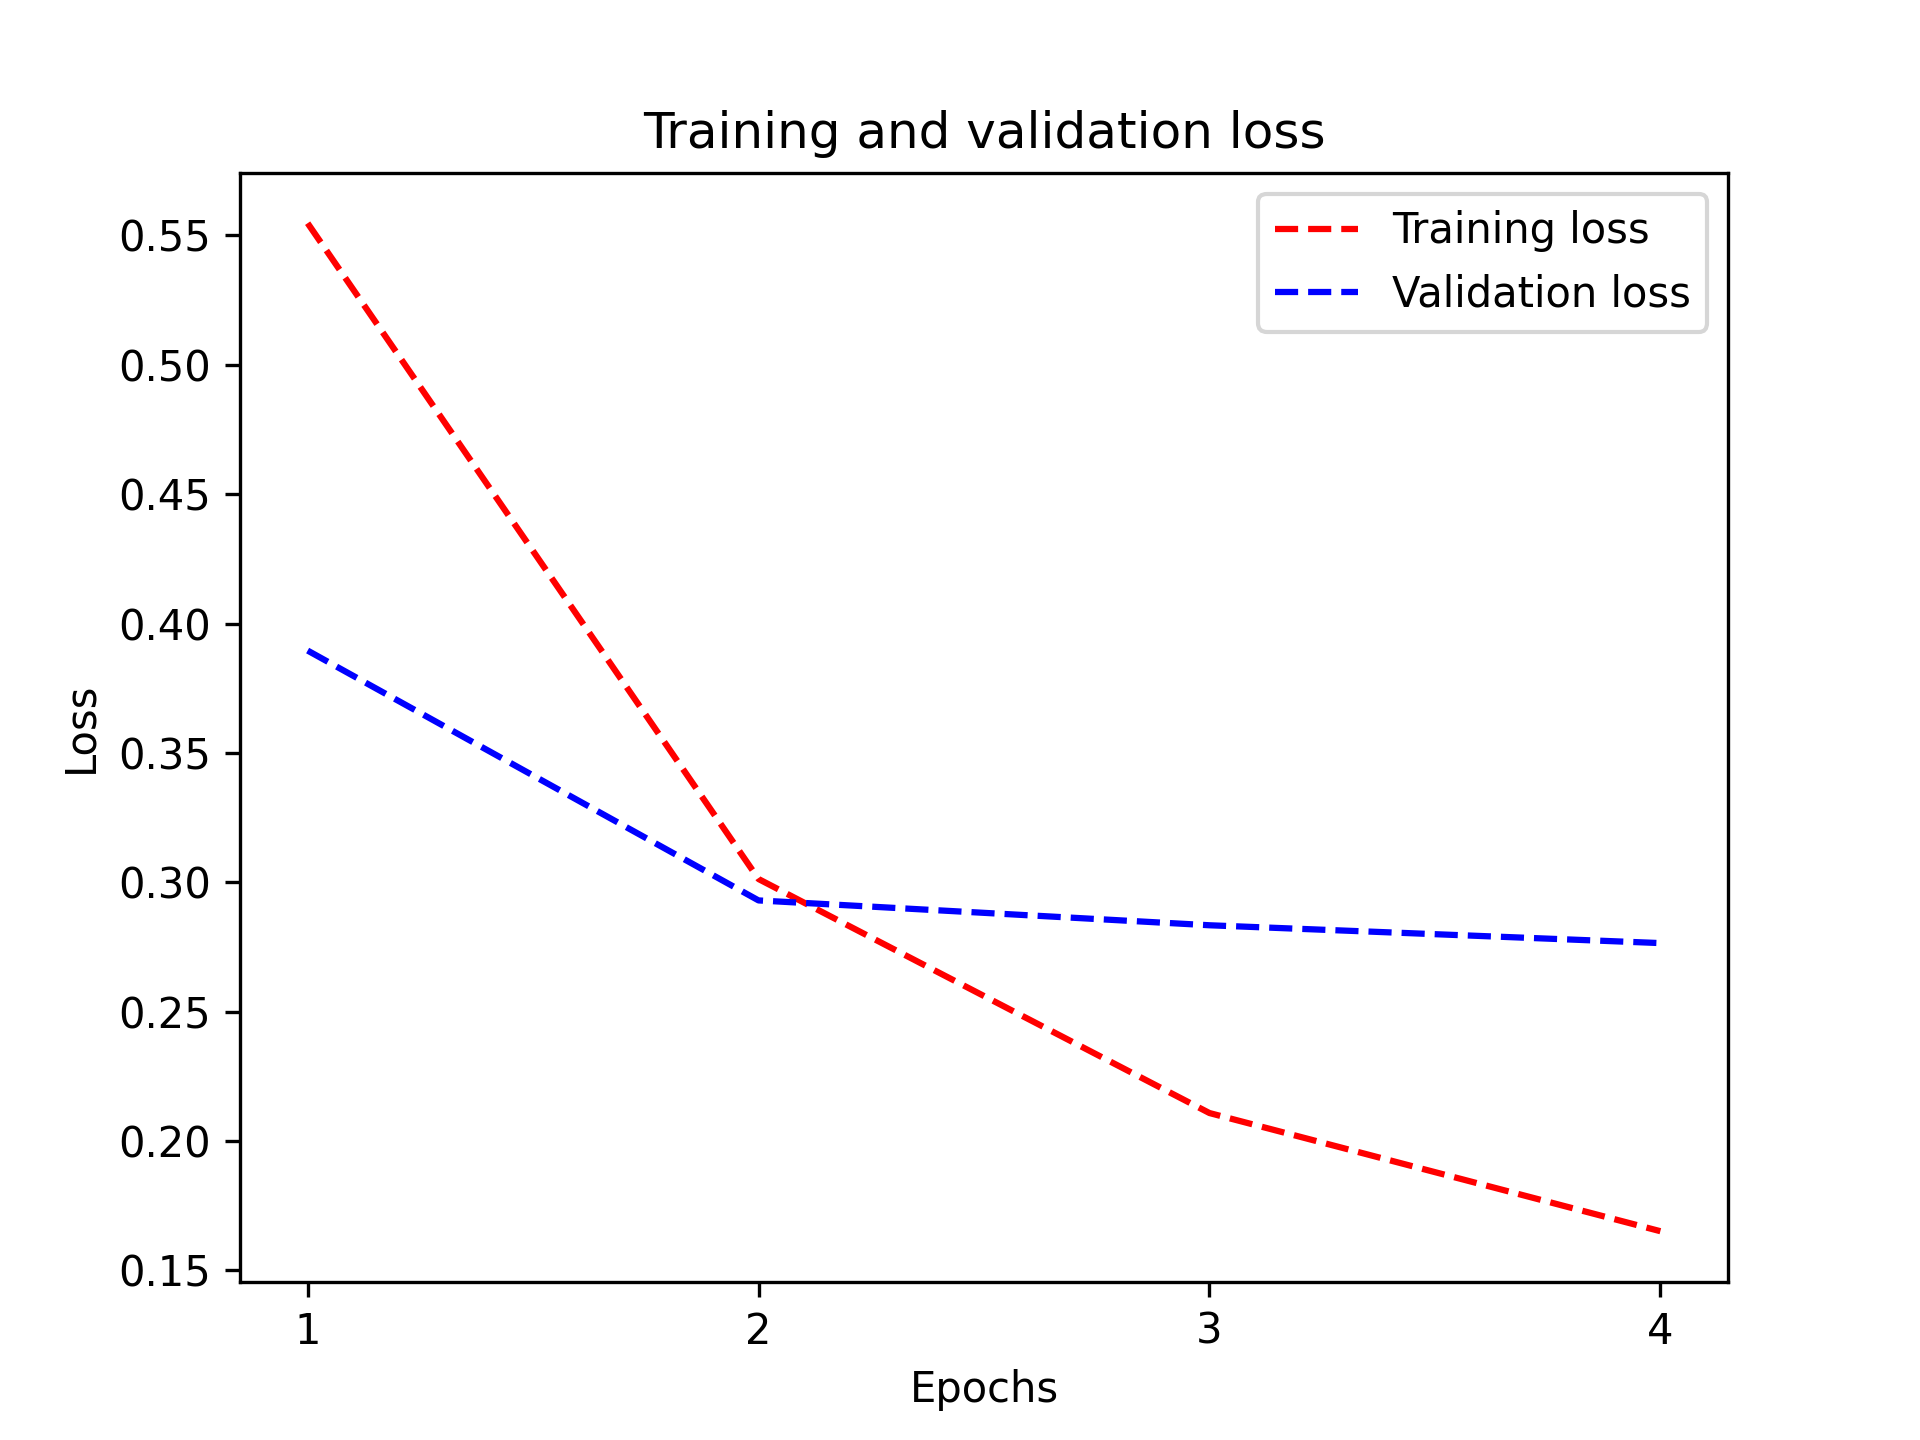 Training and validation loss
Training loss
Validation loss
0.55
0.50
0.45
0.40
0.35
0.30
0.25
0.20
0.15
Loss
1 2 3 4
Epochs